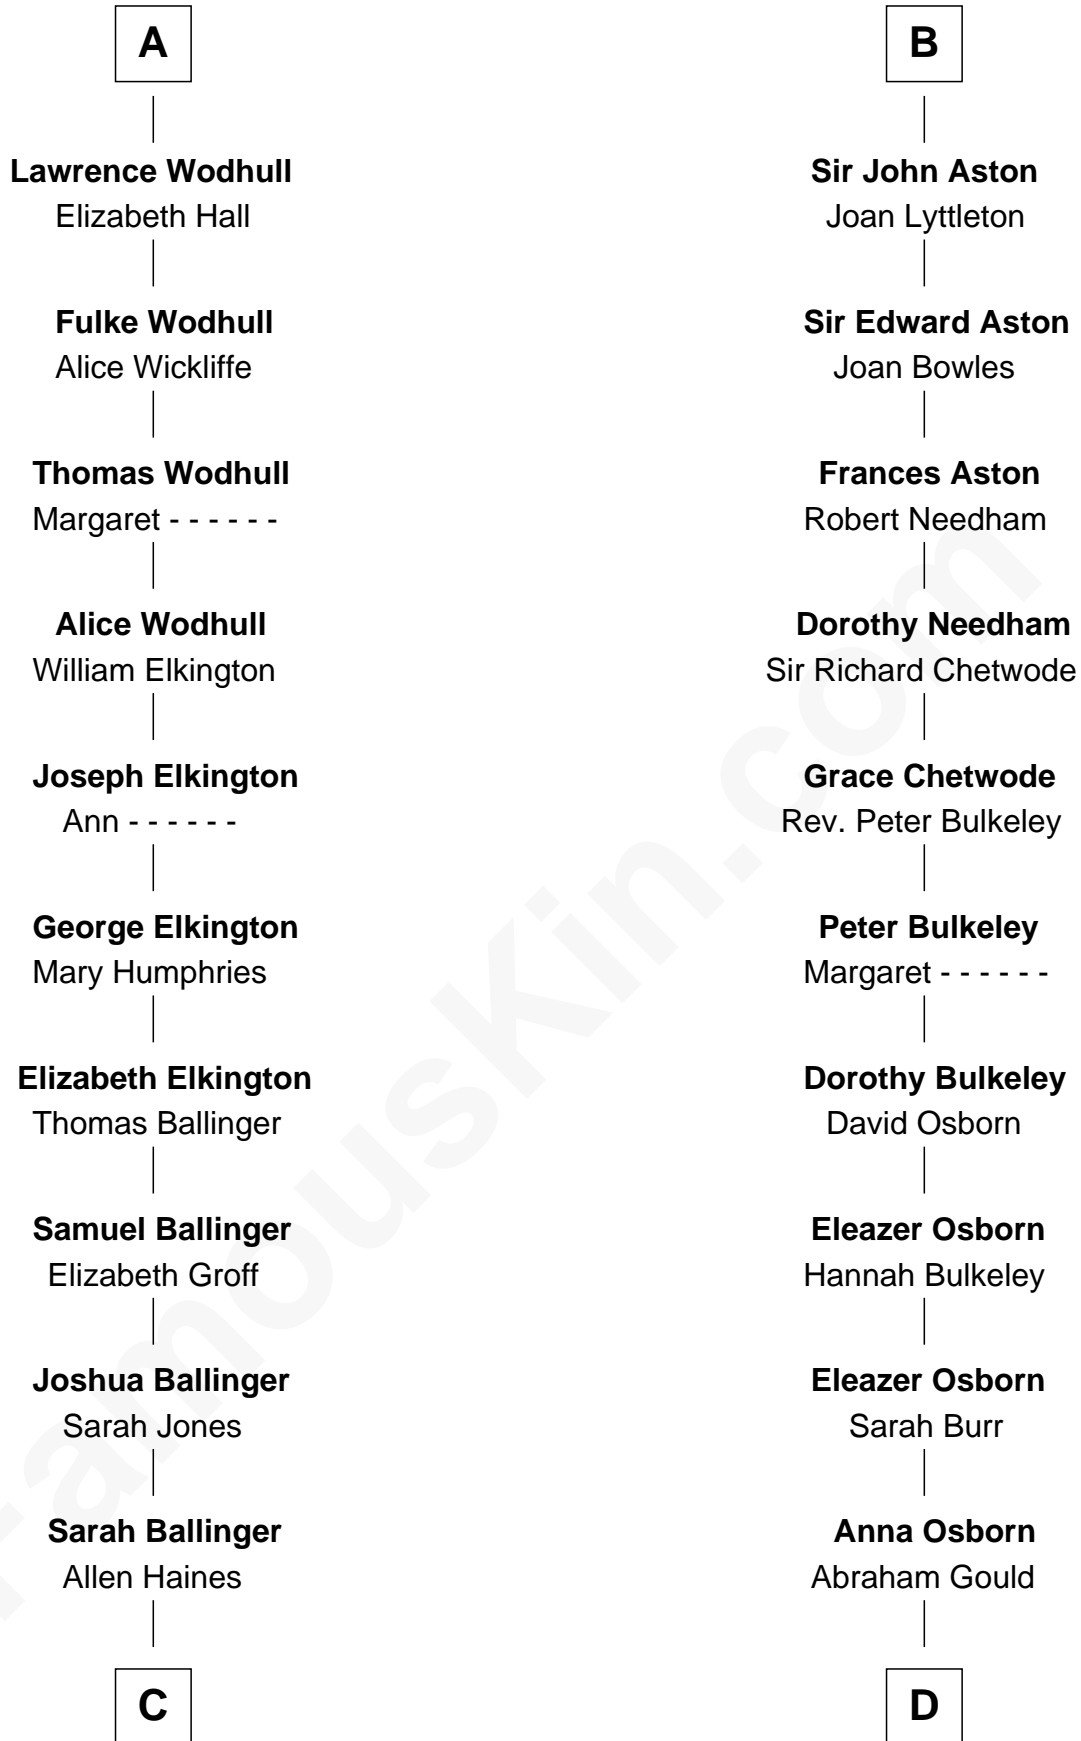 A
Lawrence Wodhull
Elizabeth Hall
Fulke Wodhull
Alice Wickliffe
Thomas Wodhull
Margaret - - - - - -
Alice Wodhull
William Elkington
Joseph Elkington
Ann - - - - - -
George Elkington
Mary Humphries
Elizabeth Elkington
Thomas Ballinger
Samuel Ballinger
Elizabeth Groff
Joshua Ballinger
Sarah Jones
Sarah Ballinger
Allen Haines
C
B
Sir John Aston
Joan Lyttleton
Sir Edward Aston
Joan Bowles
Frances Aston
Robert Needham
Dorothy Needham
Sir Richard Chetwode
Grace Chetwode
Rev. Peter Bulkeley
Peter Bulkeley
Margaret - - - - - -
Dorothy Bulkeley
David Osborn
Eleazer Osborn
Hannah Bulkeley
Eleazer Osborn
Sarah Burr
Anna Osborn
Abraham Gould
D
FamousKin.com